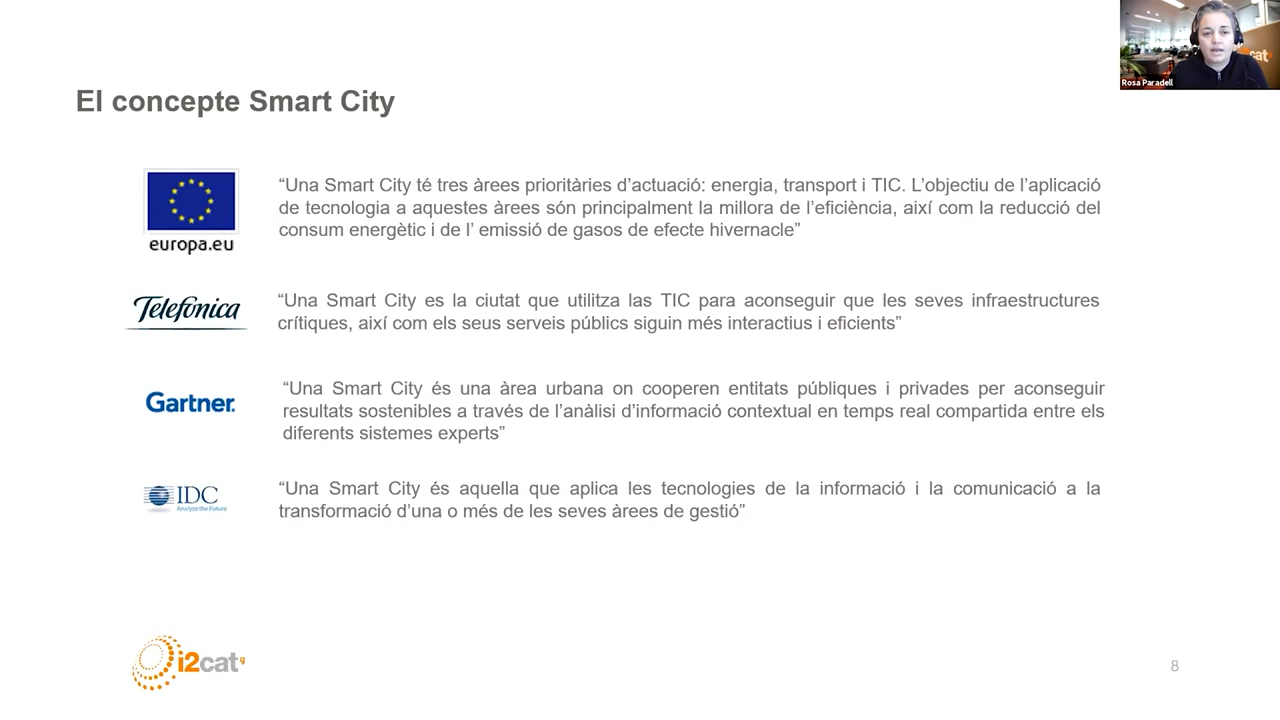 Rosa Paradell
cat
El concepte Smart City
“Una Smart City té tres àrees prioritàries d’actuació: energia, transport i TIC. L’objectiu de l’aplicació
de tecnologia a aquestes àrees són principalment la millora de l’eficiència, així com la reducció del
consum energètic i de l’ emissió de gasos de efecte hivernacle”
europa.eu
Telefónica
“Una Smart City es la ciutat que utilitza las TIC para aconseguir que les seves infraestructures
crítiques, així com els seus serveis públics siguin més interactius i eficients”
Gartner.
“Una Smart City és una àrea urbana on cooperen entitats públiques i privades per aconseguir
resultats sostenibles a través de l’anàlisi d’informació contextual en temps real compartida entre els
diferents sistemes experts”
IDC
Analyze the Future
“Una Smart City és aquella que aplica les tecnologies de la informació i la comunicació a la
transformació d’una o més de les seves àrees de gestió”
i2cat
8